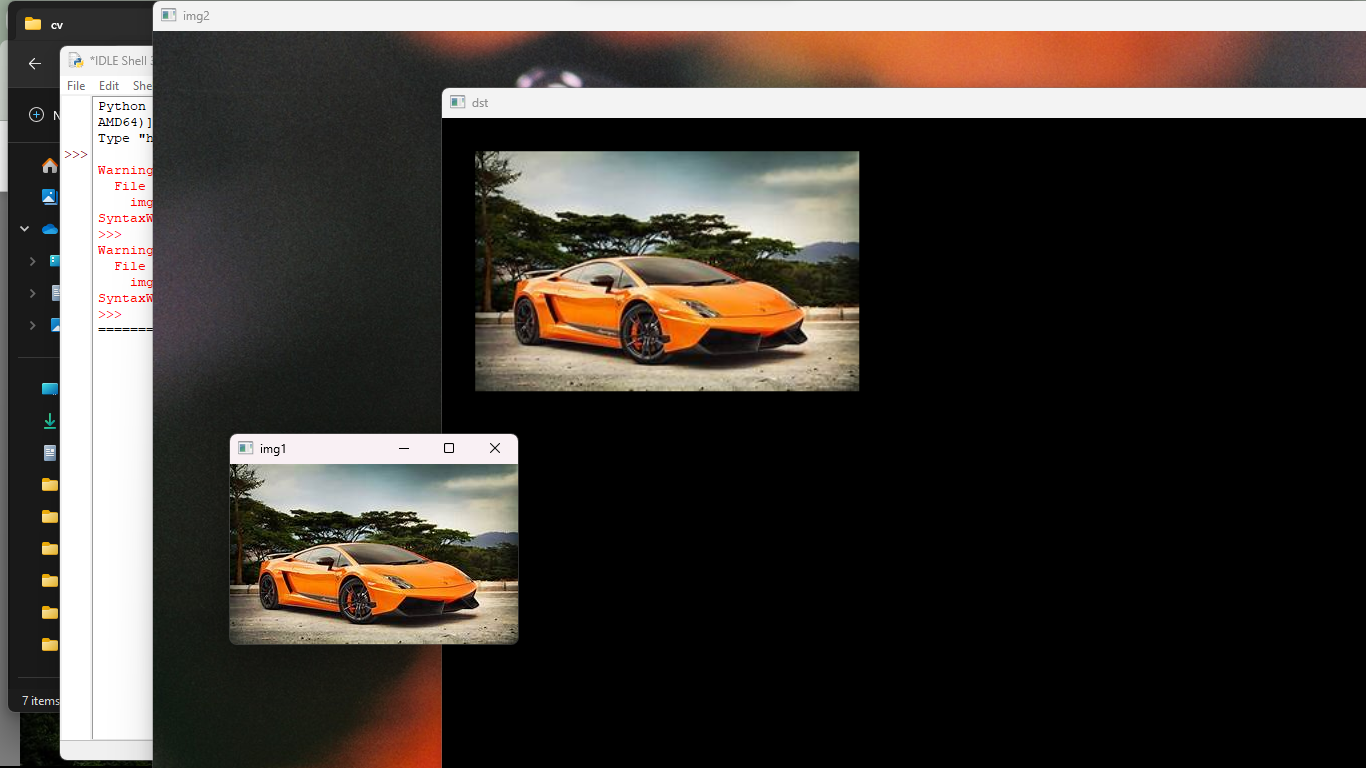 cv
img2
*IDLE Shell 3
File Edit She
dst
N
Python
AMD64)]
Type "h
>>>
Warning
File
img
SyntaxW
>>>
Warning
File
img
SyntaxW
>>>
=======
img1
7 items